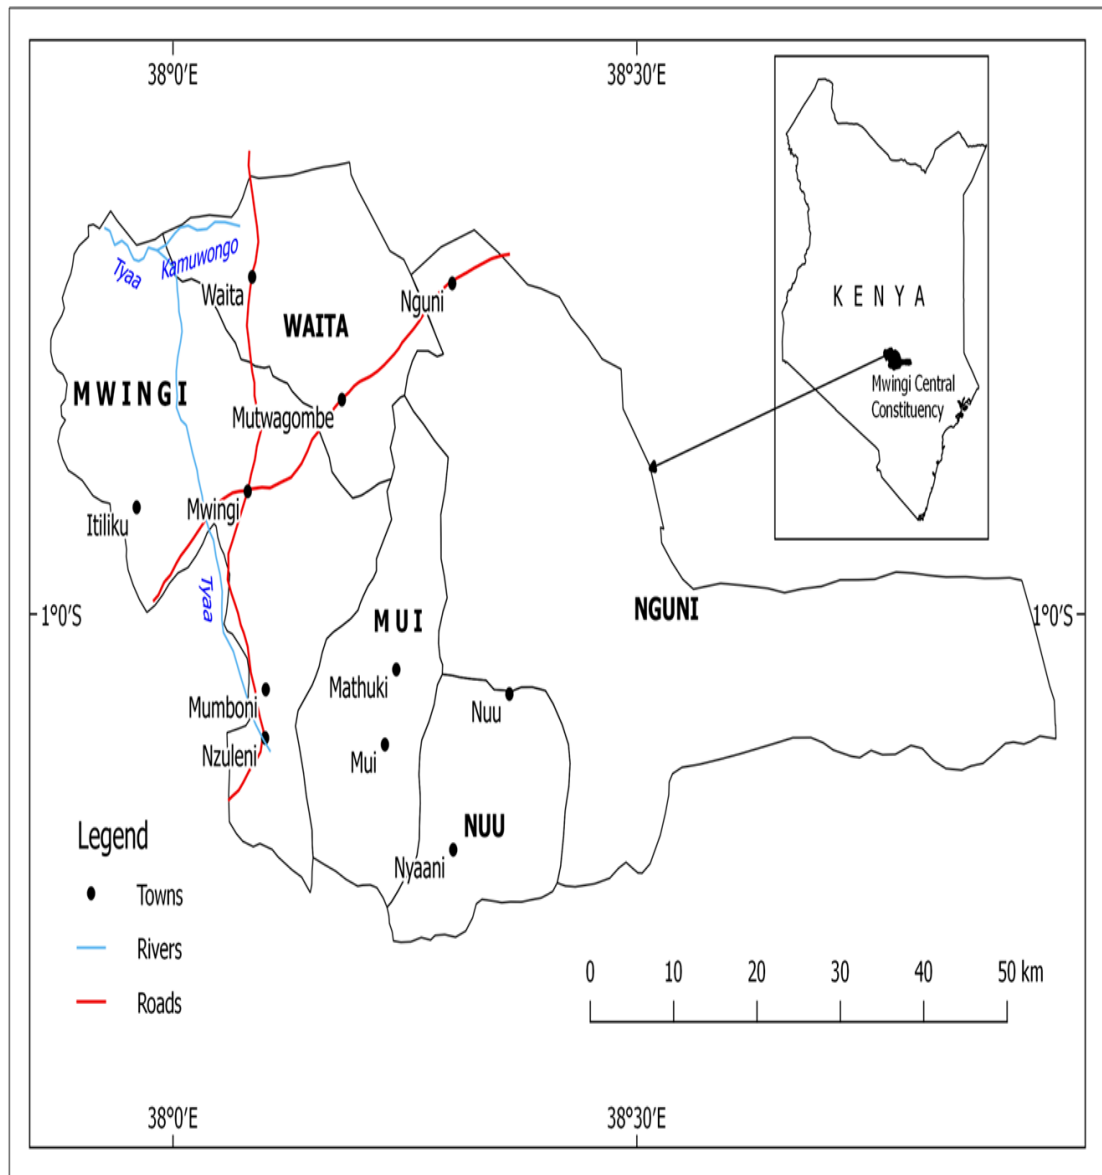 38°0'E
38°30'E
KENYA
Mwingi Central
Constituency
Tyaa
Kamuwongo
Waita
Nguni
WAITA
MWINGI
Mutwagombe
Mwingi
Itiliku
Tyaa
1°0'S
MUI
NGUNI
1°0'S
Mathuki
Mumboni
Nuu
Nzuleni
Mui
NUU
Nyaani
Legend
Towns
Rivers
Roads
0 10 20 30 40 50 km
38°0'E
38°30'E